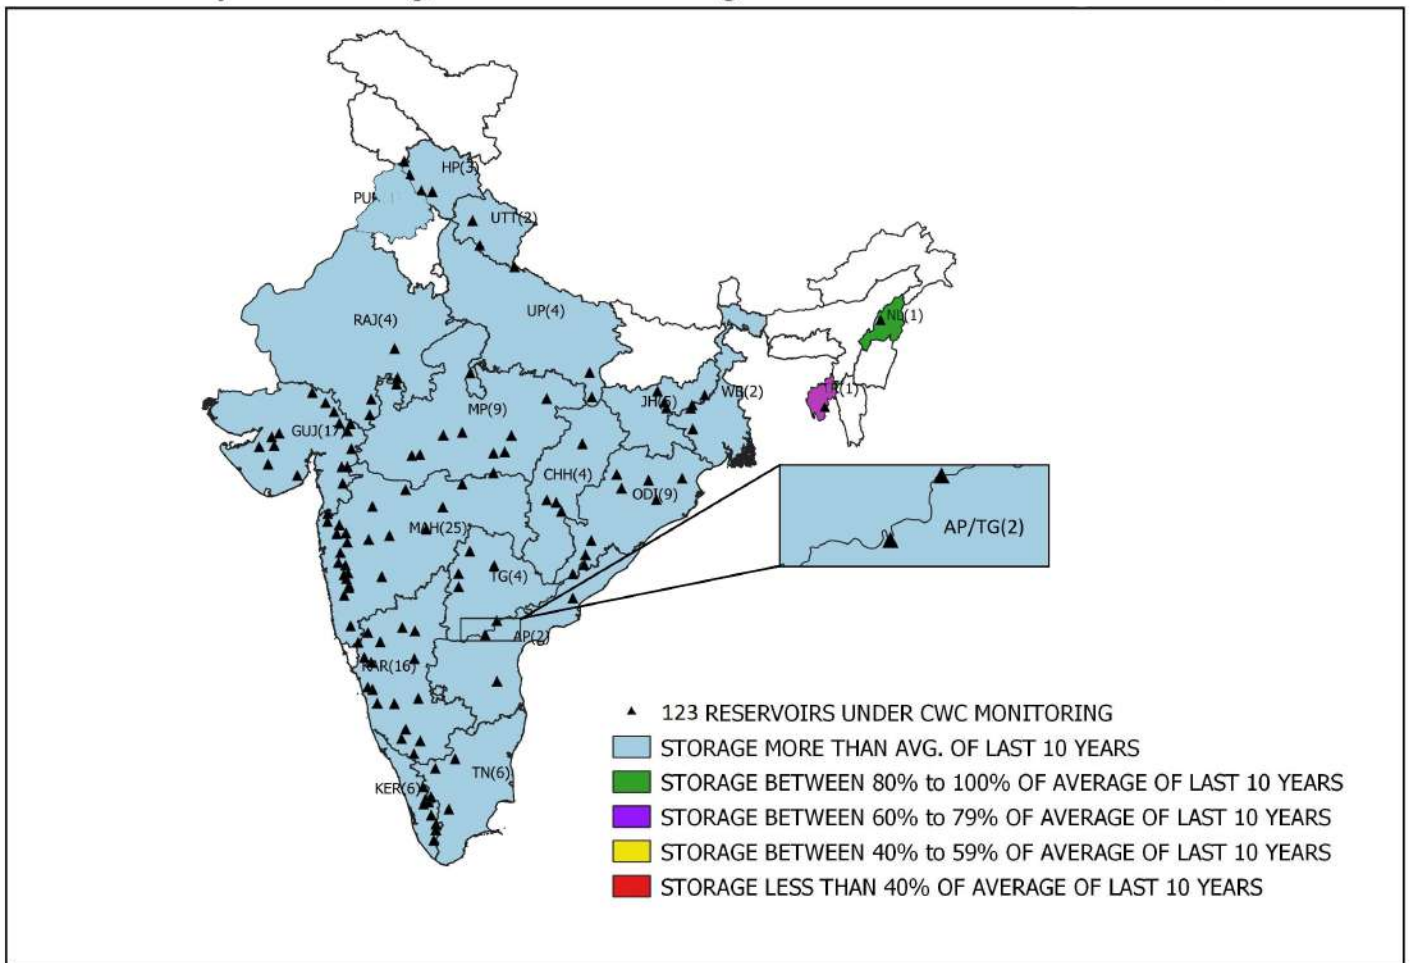 HP(3)
PU
UTT(2)
RAJ(4)
UP(4)
NL(1)
(1)
MP(9)
JH(5)
WB(2)
GUJ(17)
CHH(4)
ODI(9)
MAH(25)
AP/TG(2)
TG(4)
AP(2)
KAR(16)
TN(6)
KER(6)
123 RESERVOIRS UNDER CWC MONITORING
STORAGE MORE THAN AVG. OF LAST 10 YEARS
STORAGE BETWEEN 80% to 100% OF AVERAGE OF LAST 10 YEARS
STORAGE BETWEEN 60% to 79% OF AVERAGE OF LAST 10 YEARS
STORAGE BETWEEN 40% to 59% OF AVERAGE OF LAST 10 YEARS
STORAGE LESS THAN 40% OF AVERAGE OF LAST 10 YEARS